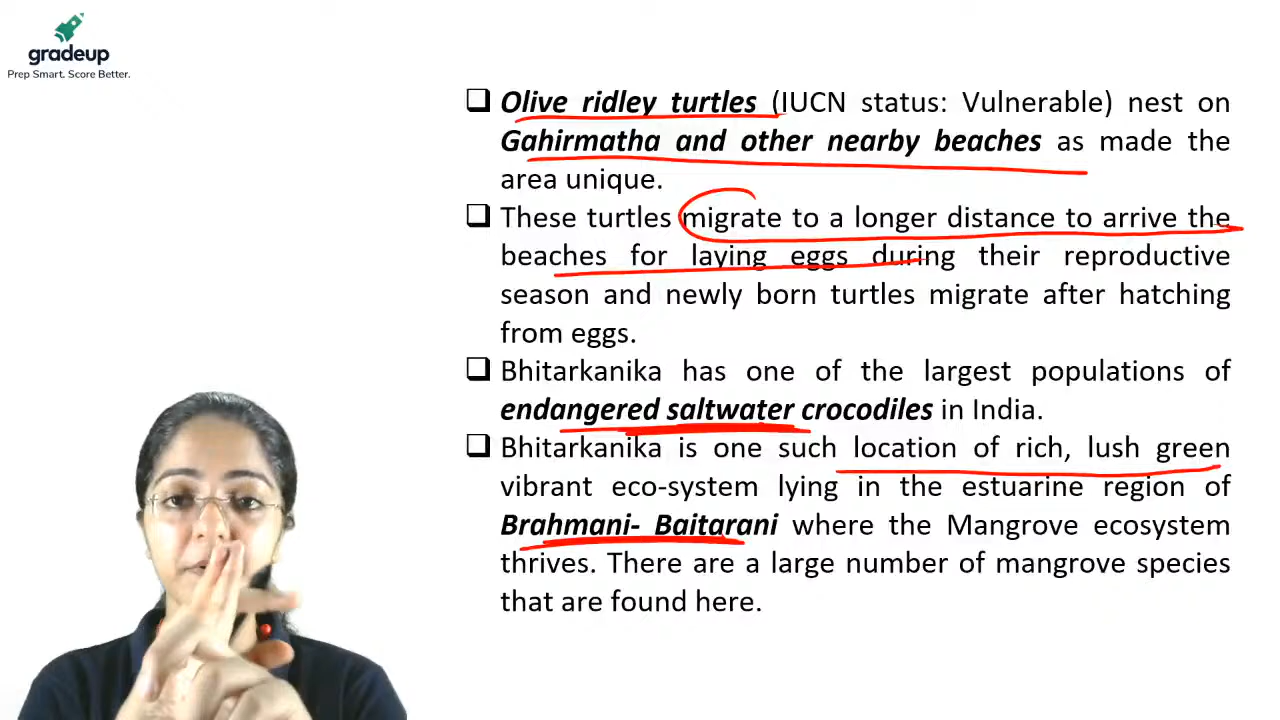 gradeup
Prep Smart. Score Better.
❑ Olive ridley turtles (IUCN status: Vulnerable) nest on
Gahirmatha and other nearby beaches as made the
area unique.
❑ These turtles migrate to a longer distance to arrive the
beaches for laying eggs during their reproductive
season and newly born turtles migrate after hatching
from eggs.
❑ Bhitarkanika has one of the largest populations of
endangered saltwater crocodiles in India.
❑ Bhitarkanika is one such location of rich, lush green
vibrant eco-system lying in the estuarine region of
Brahmani- Baitarani where the Mangrove ecosystem
thrives. There are a large number of mangrove species
that are found here.